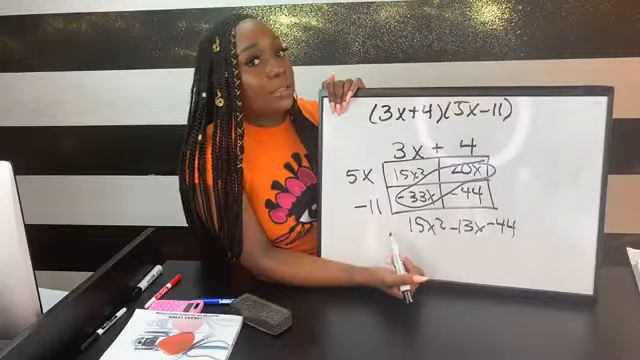 (3x+4)(5x-11)
3x + 4
5x 15x² 20x
-11 -33x -44
15x²-13x-44